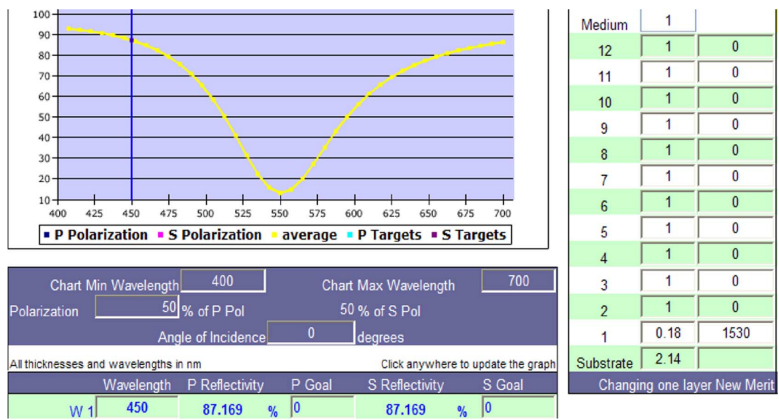 100
90
80
70
60
50
40
30
20
10
400 425 450 475 500 525 550 575 600 625 650 675 700
P Polarization S Polarization average P Targets S Targets
Chart Min Wavelength 400 Chart Max Wavelength 700
Polarization 50 % of P Pol 50 % of S Pol
Angle of Incidence 0 degrees
All thicknesses and wavelengths in nm Click anywhere to update the graph
Wavelength P Reflectivity P Goal S Reflectivity S Goal
W 1 450 87.169 % 0 87.169 % 0
Medium 1
12 1 0
11 1 0
10 1 0
9 1 0
8 1 0
7 1 0
6 1 0
5 1 0
4 1 0
3 1 0
2 1 0
1 0.18 1530
Substrate 2.14
Changing one layer New Merit